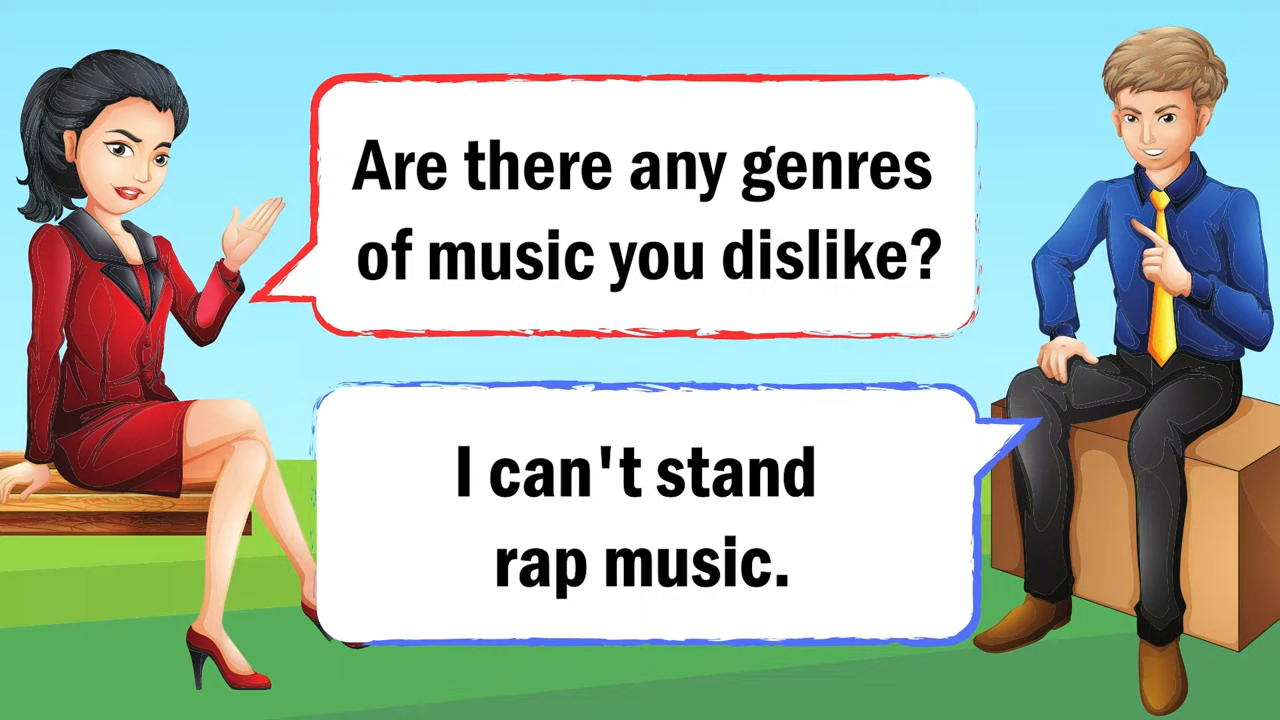 Are there any genres
of music you dislike?
I can't stand
rap music.